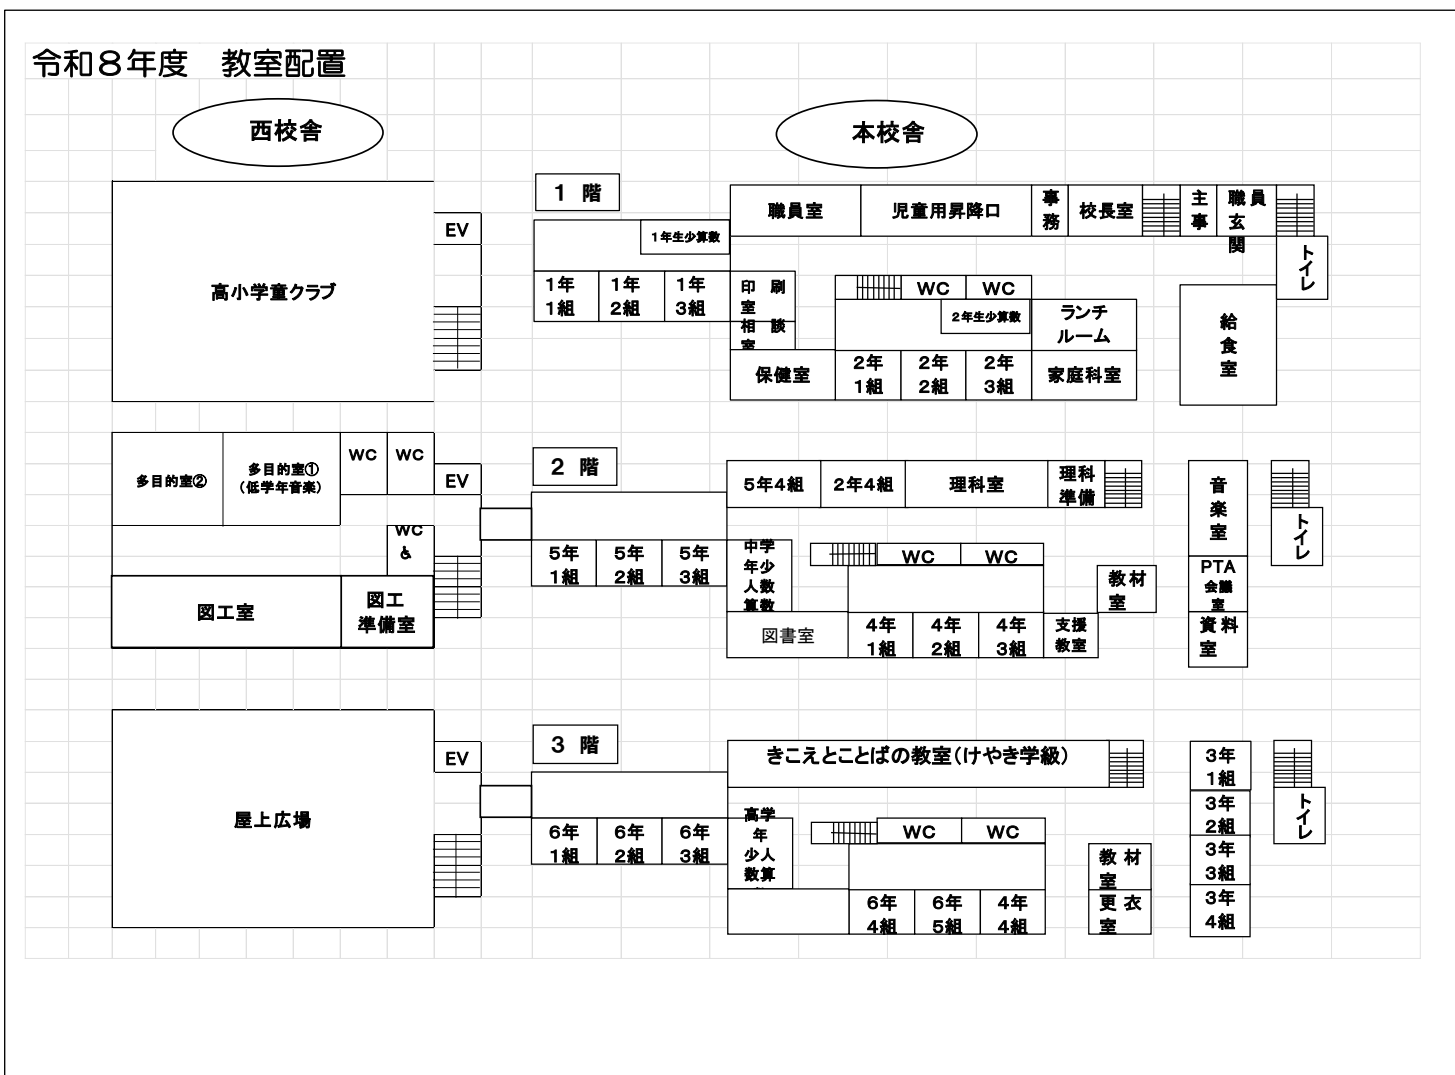 令和８年度　教室配置
西校舎
本校舎
１ 階
高小学童クラブ
EV
１年生少算数
１年
１組
１年
２組
１年
３組
職員室
児童用昇降口
事
務
校長室
主
事
職員
玄
関
トイレ
印 刷
室
相 談
室
保健室
WC
WC
２年生少算数
ランチ
ルーム
２年
１組
２年
２組
２年
３組
家庭科室
給
食
室
２ 階
多目的室②
多目的室①
（低学年音楽）
WC
WC
EV
WC
♿
図工室
図工
準備室
５年
１組
５年
２組
５年
３組
５年４組
２年４組
理科室
理科
準備
中学
年少
人数
算数
WC
WC
図書室
４年
１組
４年
２組
４年
３組
支援
教室
教 材
室
音
楽
室
PTA
会議
室
資 料
室
トイレ
３ 階
屋上広場
EV
６年
１組
６年
２組
６年
３組
きこえとことばの教室（けやき学級）
高学
年
少人
数算
WC
WC
６年
４組
６年
５組
４年
４組
教 材
室
更 衣
室
３年
１組
３年
２組
３年
３組
３年
４組
トイレ